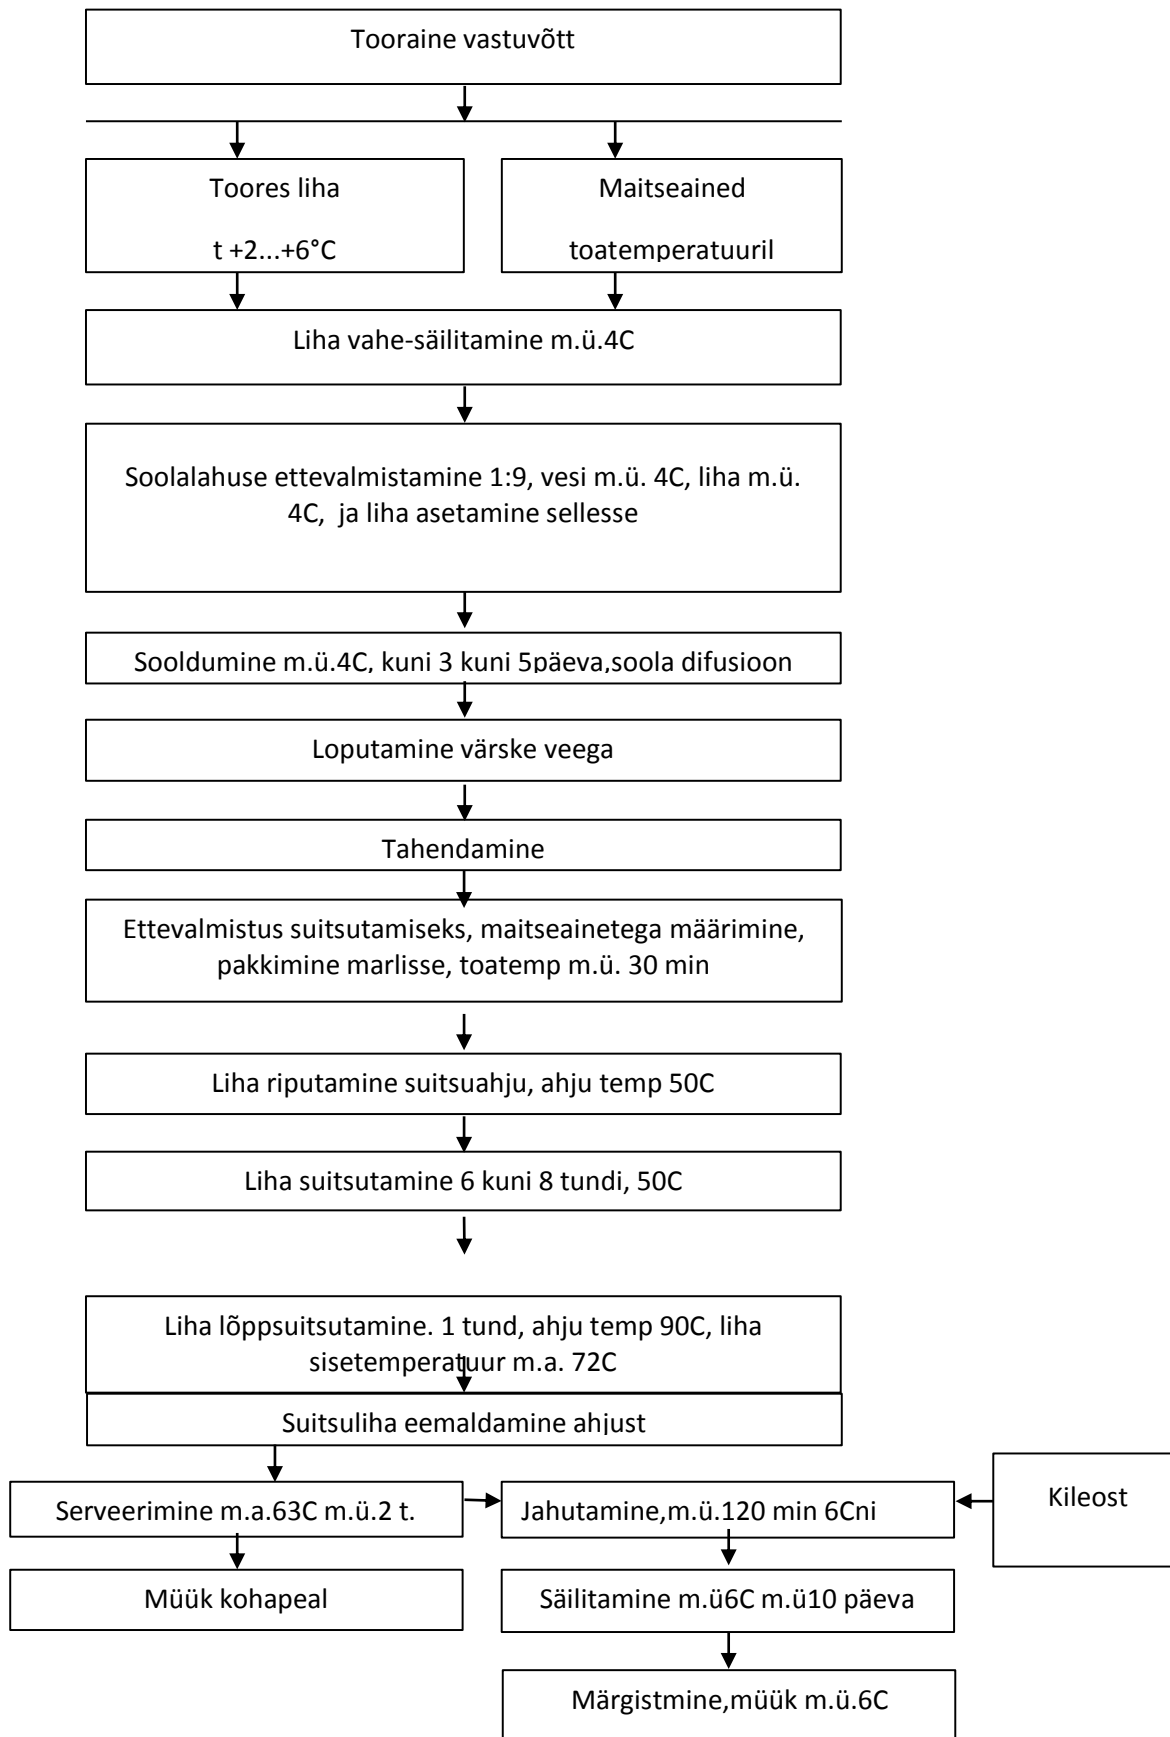 Tooraine vastuvõtt
Toores liha
t +2...+6°C
Maitseained
toatemperatuuril
Liha vahe-säilitamine m.ü.4C
Soolalahuse ettevalmistamine 1:9, vesi m.ü. 4C, liha m.ü.
4C, ja liha asetamine sellesse
Sooldumine m.ü.4C, kuni 3 kuni 5päeva,soola difusioon
Loputamine värske veega
Tahendamine
Ettevalmistus suitsutamiseks, maitseainetega määrimine,
pakkimine marlisse, toatemp m.ü. 30 min
Liha riputamine suitsuahju, ahju temp 50C
Liha suitsutamine 6 kuni 8 tundi, 50C
Liha lõppsuitsutamine. 1 tund, ahju temp 90C, liha
sisetemperatuur m.a. 72C
Suitsuliha eemaldamine ahjust
Serveerimine m.a.63C m.ü.2 t.
Jahutamine,m.ü.120 min 6Cni
Kileost
Müük kohapeal
Säilitamine m.ü6C m.ü10 päeva
Märgistmine,müük m.ü.6C